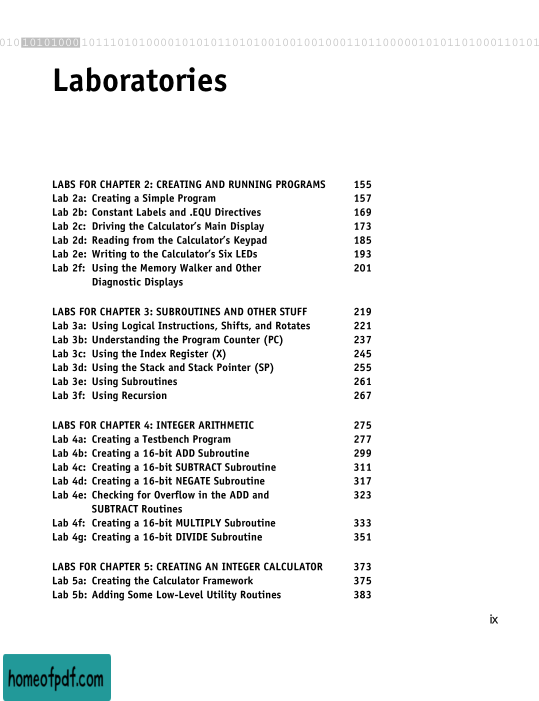 010 10101000 1011101010000101010110101001001001000110110000010101101000110101
Laboratories
LABS FOR CHAPTER 2: CREATING AND RUNNING PROGRAMS 155
Lab 2a: Creating a Simple Program 157
Lab 2b: Constant Labels and .EQU Directives 169
Lab 2c: Driving the Calculator's Main Display 173
Lab 2d: Reading from the Calculator's Keypad 185
Lab 2e: Writing to the Calculator's Six LEDs 193
Lab 2f: Using the Memory Walker and Other 201
Diagnostic Displays
LABS FOR CHAPTER 3: SUBROUTINES AND OTHER STUFF 219
Lab 3a: Using Logical Instructions, Shifts, and Rotates 221
Lab 3b: Understanding the Program Counter (PC) 237
Lab 3c: Using the Index Register (X) 245
Lab 3d: Using the Stack and Stack Pointer (SP) 255
Lab 3e: Using Subroutines 261
Lab 3f: Using Recursion 267
LABS FOR CHAPTER 4: INTEGER ARITHMETIC 275
Lab 4a: Creating a Testbench Program 277
Lab 4b: Creating a 16-bit ADD Subroutine 299
Lab 4c: Creating a 16-bit SUBTRACT Subroutine 311
Lab 4d: Creating a 16-bit NEGATE Subroutine 317
Lab 4e: Checking for Overflow in the ADD and 323
SUBTRACT Routines
Lab 4f: Creating a 16-bit MULTIPLY Subroutine 333
Lab 4g: Creating a 16-bit DIVIDE Subroutine 351
LABS FOR CHAPTER 5: CREATING AN INTEGER CALCULATOR 373
Lab 5a: Creating the Calculator Framework 375
Lab 5b: Adding Some Low-Level Utility Routines 383
ix
homeofpdf.com